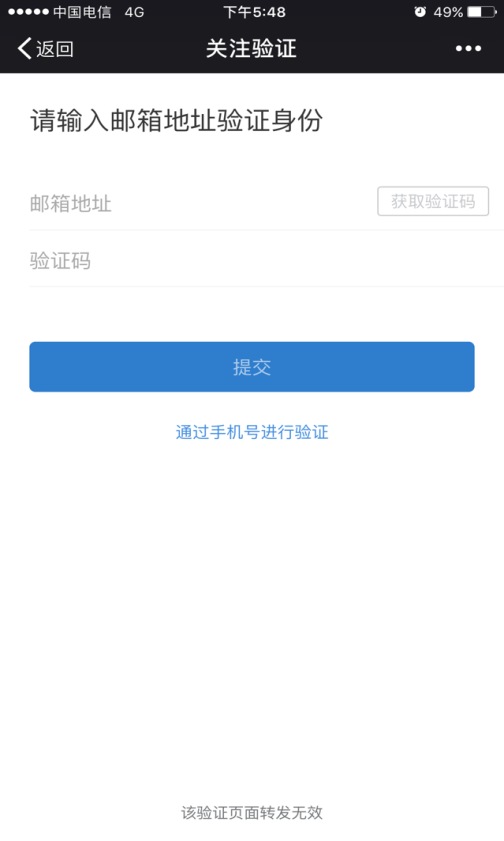 中国电信 4G 下午5:48 49%
返回 关注验证
请输入邮箱地址验证身份
邮箱地址 获取验证码
验证码
提交
通过手机号进行验证
该验证页面转发无效